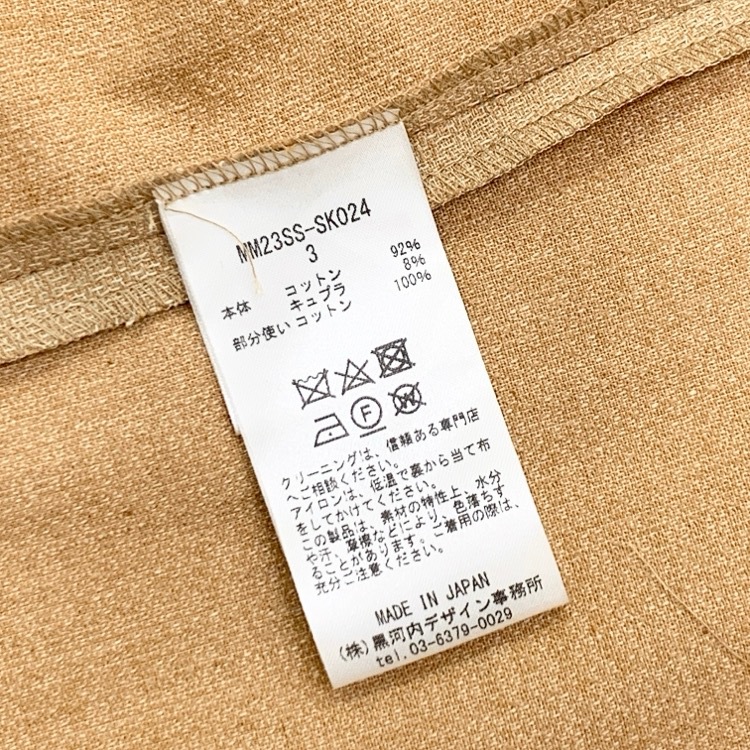 MM23SS-SK024
3
本体 コットン 92%
キュプラ 8%
部分使い コットン 100%
F
W
クリーニングは、信頼ある専門店
へご相談ください。
アイロンは、低温で裏から当て布
をしてかけてください。
この製品は、素材の特性上、水分
や汗、摩擦などにより、色落ちす
ることがあります。ご着用の際は、
充分ご注意ください。
MADE IN JAPAN
(株)黒河内デザイン事務所
tel.03-6379-0029